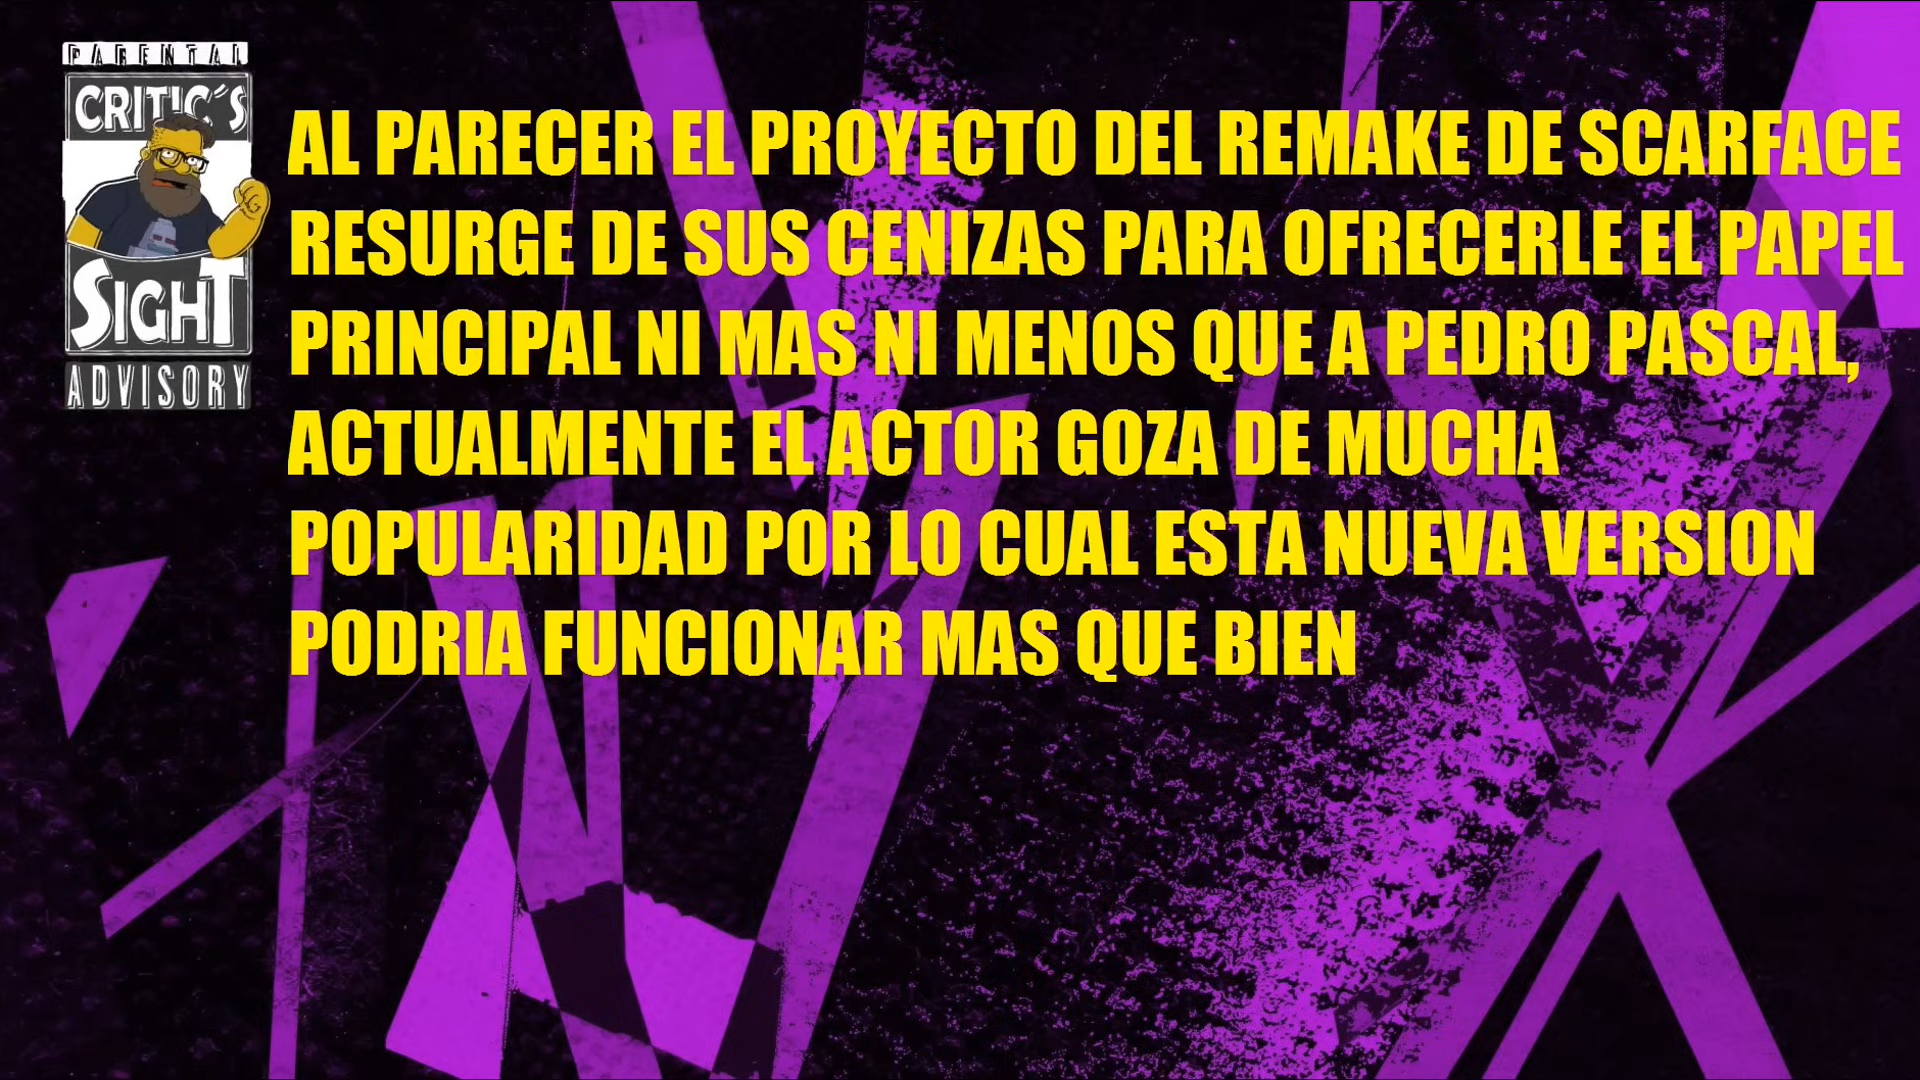 PARENTAL
CRITIC´S
SIGHT
ADVISORY
AL PARECER EL PROYECTO DEL REMAKE DE SCARFACE
RESURGE DE SUS CENIZAS PARA OFRECERLE EL PAPEL
PRINCIPAL NI MAS NI MENOS QUE A PEDRO PASCAL,
ACTUALMENTE EL ACTOR GOZA DE MUCHA
POPULARIDAD POR LO CUAL ESTA NUEVA VERSION
PODRIA FUNCIONAR MAS QUE BIEN